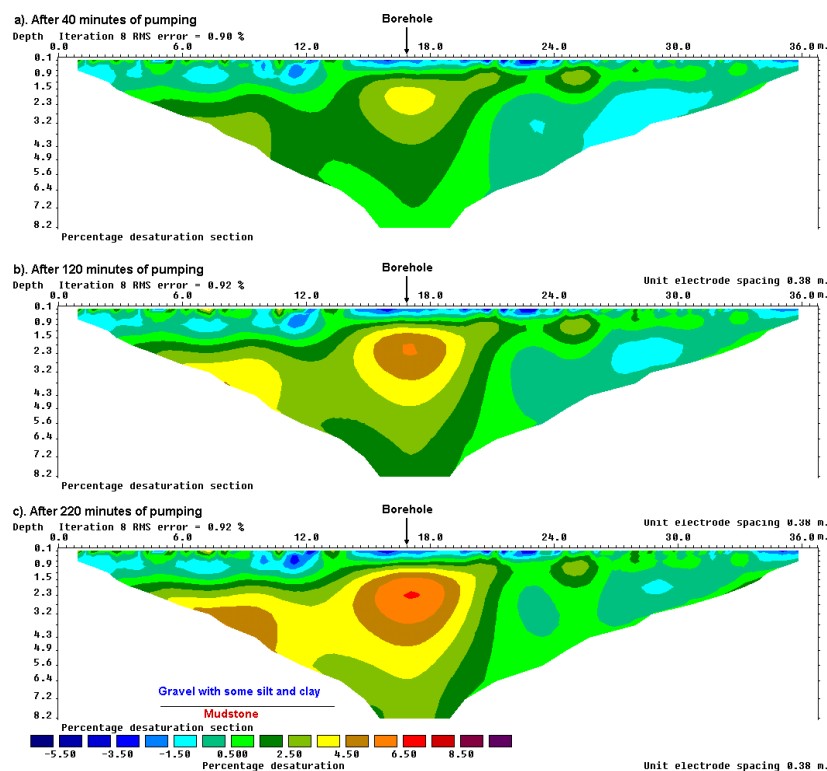 a). After 40 minutes of pumping
Borehole
Depth Iteration 8 RMS error = 0.90 %
0.0 6.0 12.0 18.0 24.0 30.0 36.0 m.
0.1
0.9
1.5
2.3
3.2
4.3
4.9
5.6
6.4
7.2
8.2
Percentage desaturation section
b). After 120 minutes of pumping
Borehole
Depth Iteration 8 RMS error = 0.92 %
Unit electrode spacing 0.38 m.
0.0 6.0 12.0 18.0 24.0 30.0 36.0 m.
0.1
0.9
1.5
2.3
3.2
4.3
4.9
5.6
6.4
7.2
8.2
Percentage desaturation section
c). After 220 minutes of pumping
Borehole
Depth Iteration 8 RMS error = 0.92 %
Unit electrode spacing 0.38 m.
0.0 6.0 12.0 18.0 24.0 30.0 36.0 m.
0.1
0.9
1.5
2.3
3.2
4.3
4.9
5.6
6.4
7.2
8.2
Gravel with some silt and clay
Mudstone
Percentage desaturation section
-5.50 -3.50 -1.50 0.500 2.50 4.50 6.50 8.50
Percentage desaturation
Unit electrode spacing 0.38 m.